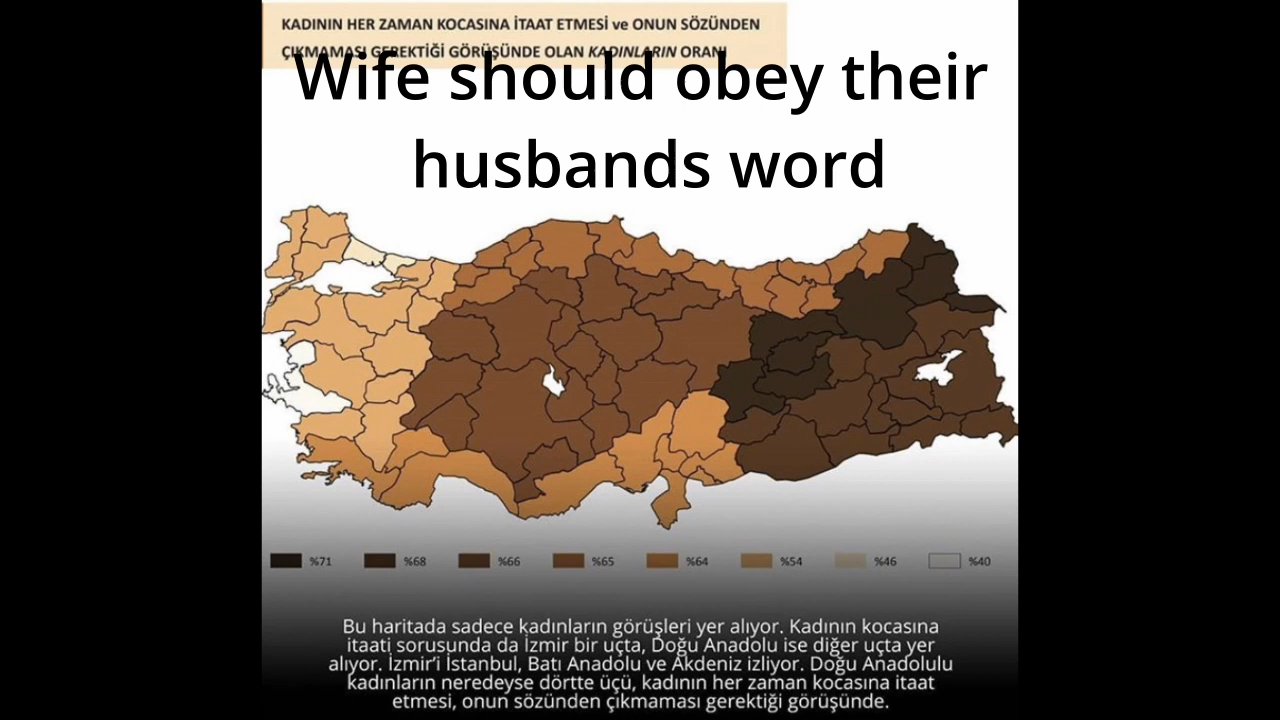 KADININ HER ZAMAN KOCASINA İTAAT ETMESİ ve ONUN SÖZÜNDEN
ÇIKMAMASI GEREKTİĞİ GÖRÜŞÜNDE OLAN KADINLARIN ORANI
Wife should obey their
husbands word
%71 %68 %66 %65 %64 %54 %46 %40
Bu haritada sadece kadınların görüşleri yer alıyor. Kadının kocasına
itaati sorusunda da İzmir bir uçta, Doğu Anadolu ise diğer uçta yer
alıyor. İzmir'i İstanbul, Batı Anadolu ve Akdeniz izliyor. Doğu Anadolulu
kadınların neredeyse dörtte üçü, kadının her zaman kocasına itaat
etmesi, onun sözünden çıkmaması gerektiği görüşünde.